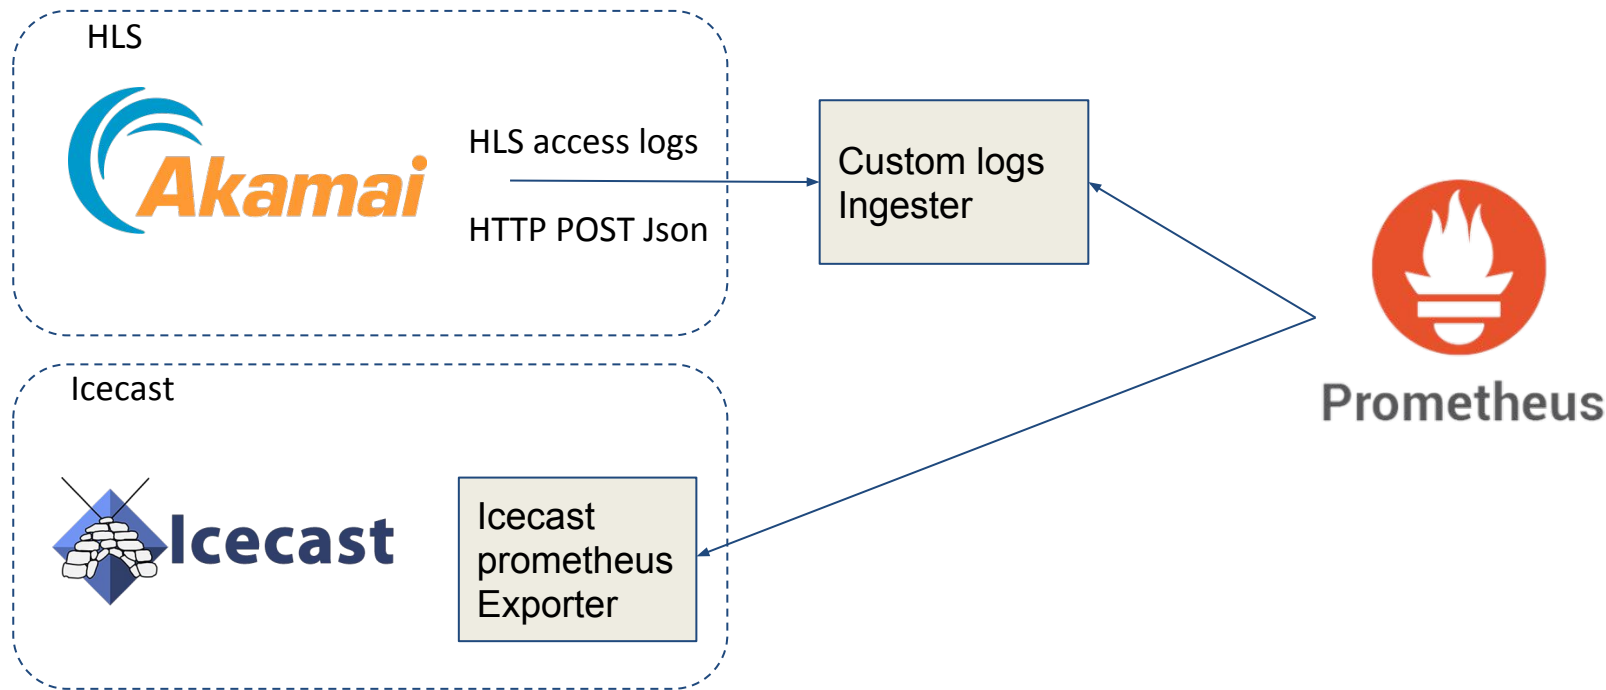 HLS
Akamai
HLS access logs
HTTP POST Json
Custom logs
Ingester
Prometheus
Icecast
Icecast
Icecast
prometheus
Exporter